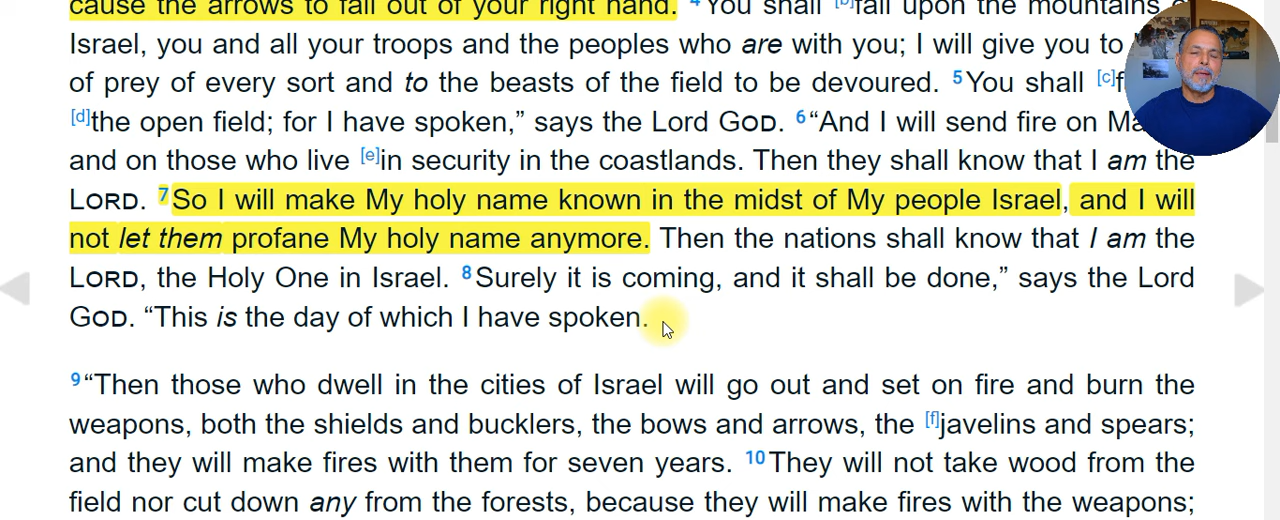 cause the arrows to fall out of your right hand. 4 You shall [b]fall upon the mountains of
Israel, you and all your troops and the peoples who are with you; I will give you to
of prey of every sort and to the beasts of the field to be devoured. 5 You shall [c]f
[d]the open field; for I have spoken,” says the Lord GOD. 6 “And I will send fire on Ma
and on those who live [e]in security in the coastlands. Then they shall know that I am the
LORD. 7 So I will make My holy name known in the midst of My people Israel, and I will
not let them profane My holy name anymore. Then the nations shall know that I am the
LORD, the Holy One in Israel. 8 Surely it is coming, and it shall be done,” says the Lord
GOD. “This is the day of which I have spoken.
9 “Then those who dwell in the cities of Israel will go out and set on fire and burn the
weapons, both the shields and bucklers, the bows and arrows, the [f]javelins and spears;
and they will make fires with them for seven years. 10 They will not take wood from the
field nor cut down any from the forests, because they will make fires with the weapons;